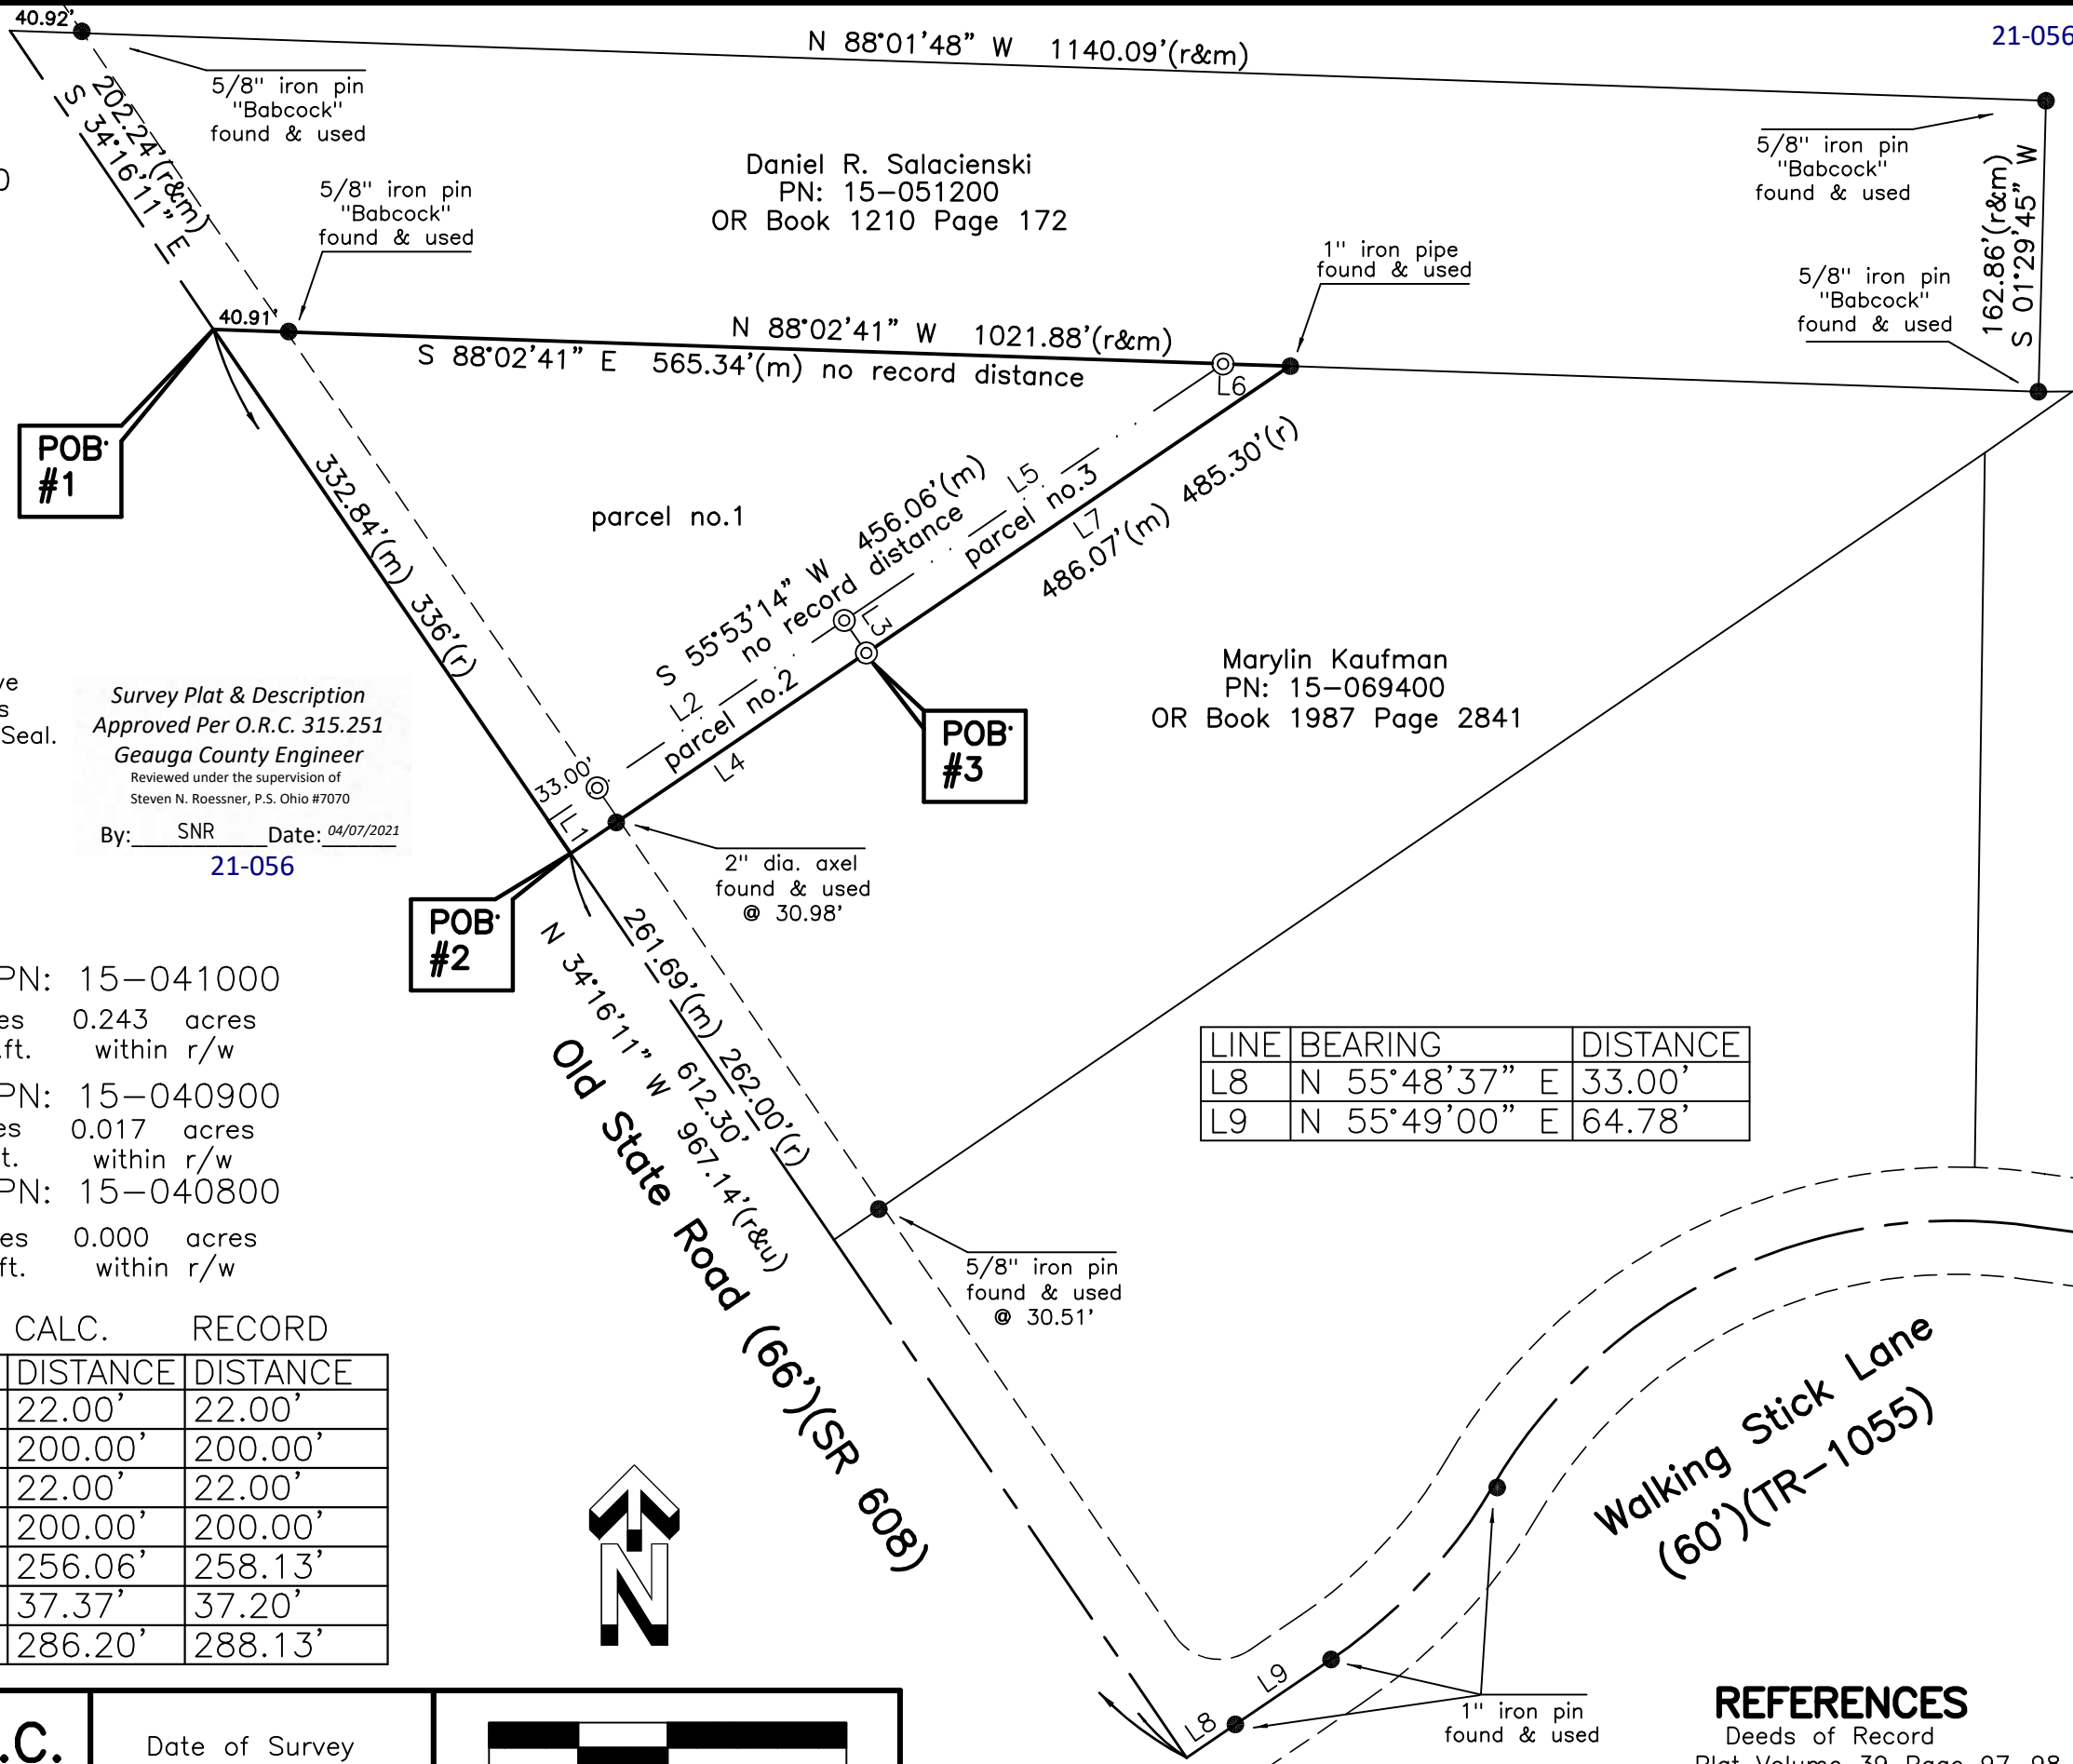 40.92'
N 88°01'48" W 1140.09'(r&m)
21-056
5/8" iron pin
"Babcock"
found & used
202.24'(r&m)
S 34°16'11" E
5/8" iron pin
"Babcock"
found & used
Daniel R. Salacienski
PN: 15-051200
OR Book 1210 Page 172
5/8" iron pin
"Babcock"
found & used
162.86'(r&m)
S 01°29'45" W
1" iron pipe
found & used
5/8" iron pin
"Babcock"
found & used
40.91'
N 88°02'41" W 1021.88'(r&m)
S 88°02'41" E 565.34'(m) no record distance
L6
POB
#1
332.84'(m) 336'(r)
parcel no.1
S 55°53'14" W 456.06'(m)
no record distance
L5
parcel no.3
L7
486.07'(m) 485.30'(r)
L3
L2
parcel no.2
L4
POB
#3
Marylin Kaufman
PN: 15-069400
OR Book 1987 Page 2841
Seal.
Survey Plat & Description
Approved Per O.R.C. 315.251
Geauga County Engineer
Reviewed under the supervision of
Steven N. Roessner, P.S. Ohio #7070
By: SNR Date: 04/07/2021
21-056
33.00'
L1
2" dia. axel
found & used
@ 30.98'
POB
#2
261.69'(m) 262.00'(r)
612.30'
N 34°16'11" W 967.14'(r&u)
Old State Road (66')(SR 608)
PN: 15-041000
es 0.243 acres
.ft. within r/w
PN: 15-040900
es 0.017 acres
t. within r/w
PN: 15-040800
es 0.000 acres
ft. within r/w
LINE BEARING DISTANCE
L8 N 55°48'37" E 33.00'
L9 N 55°49'00" E 64.78'
5/8" iron pin
found & used
@ 30.51'
CALC. RECORD
DISTANCE DISTANCE
22.00' 22.00'
200.00' 200.00'
22.00' 22.00'
200.00' 200.00'
256.06' 258.13'
37.37' 37.20'
286.20' 288.13'
N
Walking Stick Lane
(60')(TR-1055)
L9
L8
1" iron pin
found & used
REFERENCES
Deeds of Record
Plat Volume 39 Page 97-98
.C.
Date of Survey